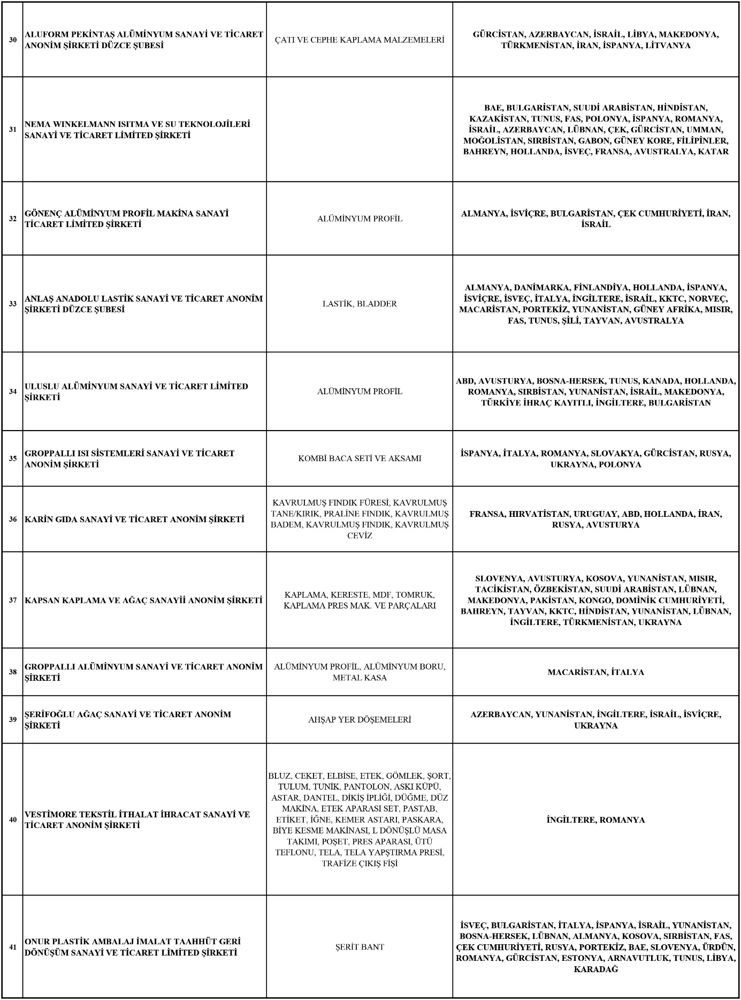 30
ALUFORM PEKİNTAŞ ALÜMİNYUM SANAYİ VE TİCARET
ANONİM ŞİRKETİ DÜZCE ŞUBESİ
ÇATI VE CEPHE KAPLAMA MALZEMELERİ
GÜRCİSTAN, AZERBAYCAN, İSRAİL, LİBYA, MAKEDONYA,
TÜRKMENİSTAN, İRAN, İSPANYA, LİTVANYA
31
NEMA WINKELMANN ISITMA VE SU TEKNOLOJİLERİ
SANAYİ VE TİCARET LİMİTED ŞİRKETİ
BAE, BULGARİSTAN, SUUDİ ARABİSTAN, HİNDİSTAN,
KAZAKİSTAN, TUNUS, FAS, POLONYA, İSPANYA, ROMANYA,
İSRAİL, AZERBAYCAN, LÜBNAN, ÇEK, GÜRCİSTAN, UMMAN,
MOĞOLİSTAN, SIRBİSTAN, GABON, GÜNEY KORE, FİLİPİNLER,
BAHREYN, HOLLANDA, İSVEÇ, FRANSA, AVUSTRALYA, KATAR
32
GÖNENÇ ALÜMİNYUM PROFİL MAKİNA SANAYİ
TİCARET LİMİTED ŞİRKETİ
ALÜMİNYUM PROFİL
ALMANYA, İSVİÇRE, BULGARİSTAN, ÇEK CUMHURİYETİ, İRAN,
İSRAİL
33
ANLAŞ ANADOLU LASTİK SANAYİ VE TİCARET ANONİM
ŞİRKETİ DÜZCE ŞUBESİ
LASTİK, BLADDER
ALMANYA, DANİMARKA, FİNLANDİYA, HOLLANDA, İSPANYA,
İSVİÇRE, İSVEÇ, İTALYA, İNGİLTERE, İSRAİL, KKTC, NORVEÇ,
MACARİSTAN, PORTEKİZ, YUNANİSTAN, GÜNEY AFRİKA, MISIR,
FAS, TUNUS, ŞİLİ, TAYVAN, AVUSTRALYA
34
ULUSLU ALÜMİNYUM SANAYİ VE TİCARET LİMİTED
ŞİRKETİ
ALÜMİNYUM PROFİL
ABD, AVUSTURYA, BOSNA-HERSEK, TUNUS, KANADA, HOLLANDA,
ROMANYA, SIRBİSTAN, YUNANİSTAN, İSRAİL, MAKEDONYA,
TÜRKİYE İHRAÇ KAYITLI, İNGİLTERE, BULGARİSTAN
35
GROPPALLI ISI SİSTEMLERİ SANAYİ VE TİCARET
ANONİM ŞİRKETİ
KOMBİ BACA SETİ VE AKSAMI
İSPANYA, İTALYA, ROMANYA, SLOVAKYA, GÜRCİSTAN, RUSYA,
UKRAYNA, POLONYA
36
KARİN GIDA SANAYİ VE TİCARET ANONİM ŞİRKETİ
KAVRULMUŞ FINDIK FÜRESİ, KAVRULMUŞ
TANE/KIRIK, PRALİNE FINDIK, KAVRULMUŞ
BADEM, KAVRULMUŞ FINDIK, KAVRULMUŞ
CEVİZ
FRANSA, HIRVATİSTAN, URUGUAY, ABD, HOLLANDA, İRAN,
RUSYA, AVUSTURYA
37
KAPSAN KAPLAMA VE AĞAÇ SANAYİİ ANONİM ŞİRKETİ
KAPLAMA, KERESTE, MDF, TOMRUK,
KAPLAMA PRES MAK. VE PARÇALARI
SLOVENYA, AVUSTURYA, KOSOVA, YUNANİSTAN, MISIR,
TACİKİSTAN, ÖZBEKİSTAN, SUUDİ ARABİSTAN, LÜBNAN,
MAKEDONYA, PAKİSTAN, KONGO, DOMİNİK CUMHURİYETİ,
BAHREYN, TAYVAN, KKTC, HİNDİSTAN, YUNANİSTAN, LÜBNAN,
İNGİLTERE, TÜRKMENİSTAN, UKRAYNA
38
GROPPALLI ALÜMİNYUM SANAYİ VE TİCARET ANONİM
ŞİRKETİ
ALÜMİNYUM PROFİL, ALÜMİNYUM BORU,
METAL KASA
MACARİSTAN, İTALYA
39
ŞERİFOĞLU AĞAÇ SANAYİ VE TİCARET ANONİM
ŞİRKETİ
AHŞAP YER DÖŞEMELERİ
AZERBAYCAN, YUNANİSTAN, İNGİLTERE, İSRAİL, İSVİÇRE,
UKRAYNA
40
VESTİMORE TEKSTİL İTHALAT İHRACAT SANAYİ VE
TİCARET ANONİM ŞİRKETİ
BLUZ, CEKET, ELBİSE, ETEK, GÖMLEK, ŞORT,
TULUM, TUNİK, PANTOLON, ASKI KÜPÜ,
ASTAR, DANTEL, DİKİŞ İPLİĞİ, DÜĞME, DÜZ
MAKİNA, ETEK APARASI SET, PASTAB,
ETİKET, İĞNE, KEMER ASTARI, PASKARA,
BİYE KESME MAKİNASI, L DÖNÜŞLÜ MASA
TAKIMI, POŞET, PRES APARASI, ÜTÜ
TEFLONU, TELA, TELA YAPŞTIRMA PRESİ,
TRAFİZE ÇIKIŞ FİŞİ
İNGİLTERE, ROMANYA
41
ONUR PLASTİK AMBALAJ İMALAT TAAHHÜT GERİ
DÖNÜŞÜM SANAYİ VE TİCARET LİMİTED ŞİRKETİ
ŞERİT BANT
İSVEÇ, BULGARİSTAN, İTALYA, İSPANYA, İSRAİL, YUNANİSTAN,
BOSNA-HERSEK, LÜBNAN, ALMANYA, KOSOVA, SIRBİSTAN, FAS,
ÇEK CUMHURİYETİ, RUSYA, PORTEKİZ, BAE, SLOVENYA, ÜRDÜN,
ROMANYA, GÜRCİSTAN, ESTONYA, ARNAVUTLUK, TUNUS, LİBYA,
KARADAĞ